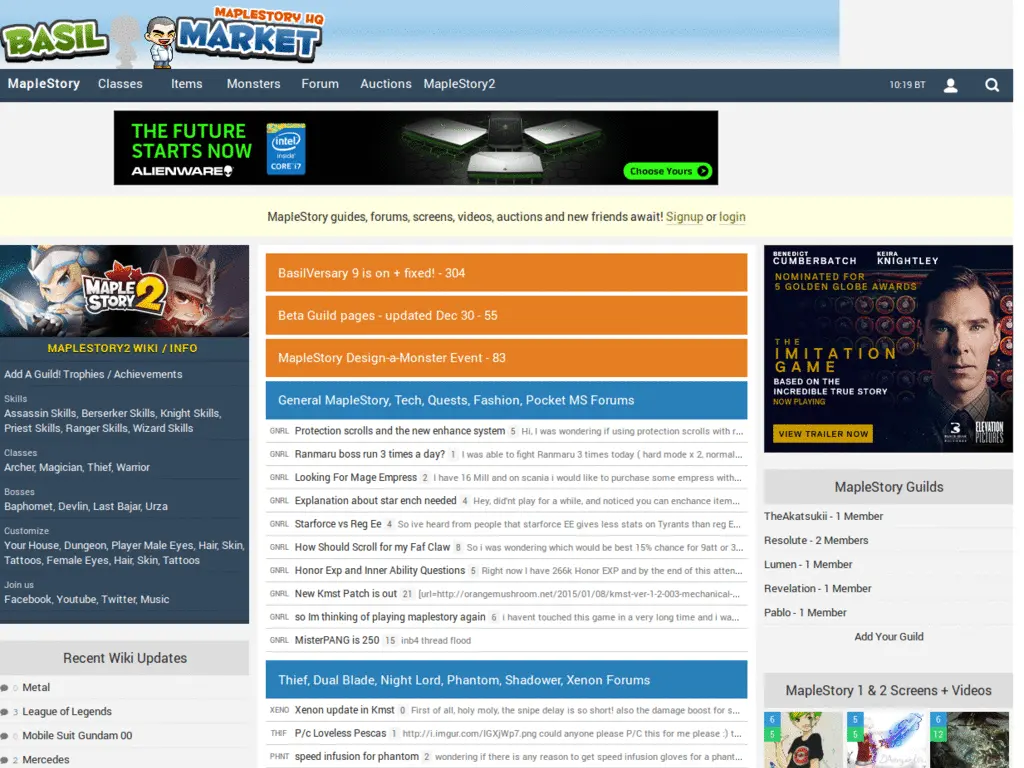 BASIL MARKET
MAPLESTORY HQ
MapleStory Classes Items Monsters Forum Auctions MapleStory2 10:19 BT
THE FUTURE
STARTS NOW
ALIENWARE
intel
inside
CORE i7
Choose Yours
MapleStory guides, forums, screens, videos, auctions and new friends await! Signup or login
MAPLE
STORY 2
MAPLESTORY2 WIKI / INFO
Add A Guild! Trophies / Achievements
Skills
Assassin Skills, Berserker Skills, Knight Skills,
Priest Skills, Ranger Skills, Wizard Skills
Classes
Archer, Magician, Thief, Warrior
Bosses
Baphomet, Devlin, Last Bajar, Urza
Customize
Your House, Dungeon, Player Male Eyes, Hair, Skin,
Tattoos, Female Eyes, Hair, Skin, Tattoos
Join us
Facebook, Youtube, Twitter, Music
Recent Wiki Updates
0 Metal
3 League of Legends
0 Mobile Suit Gundam 00
2 Mercedes
BasilVersary 9 is on + fixed! - 304
Beta Guild pages - updated Dec 30 - 55
MapleStory Design-a-Monster Event - 83
General MapleStory, Tech, Quests, Fashion, Pocket MS Forums
GNRL Protection scrolls and the new enhance system 5 Hi, I was wondering if using protection scrolls with r...
GNRL Ranmaru boss run 3 times a day? 1 I was able to fight Ranmaru 3 times today ( hard mode x 2, normal...
GNRL Looking For Mage Empress 2 I have 16 Mill and on scania i would like to purchase some empress with...
GNRL Explanation about star ench needed 4 Hey, did'nt play for a while, and noticed you can enchance item...
GNRL Starforce vs Reg Ee 4 So ive heard from people that starforce EE gives less stats on Tyrants than reg E...
GNRL How Should Scroll for my Faf Claw 8 So i was wondering which would be best 15% chance for 9att or 3...
GNRL Honor Exp and Inner Ability Questions 5 Right now I have 266k Honor EXP and by the end of this atten...
GNRL New Kmst Patch is out 21 [url=http://orangemushroom.net/2015/01/08/kmst-ver-1-2-003-mechanical-...
GNRL so Im thinking of playing maplestory again 6 i havent touched this game in a very long time and i wa...
GNRL MisterPANG is 250 15 inb4 thread flood
Thief, Dual Blade, Night Lord, Phantom, Shadower, Xenon Forums
XENO Xenon update in Kmst 0 First of all, holy moly, the snipe delay is so short! also the damage boost for s...
THIF P/c Loveless Pescas 1 http://i.imgur.com/IGXjWp7.png could anyone please P/C this for me please :) t...
PHNT speed infusion for phantom 2 wondering if there is any reason to get speed infusion gloves for a phant...
BENEDICT CUMBERBATCH KEIRA KNIGHTLEY
NOMINATED FOR
5 GOLDEN GLOBE AWARDS
THE
IMITATION
GAME
BASED ON THE
INCREDIBLE TRUE STORY
NOW PLAYING
VIEW TRAILER NOW
ELEVATION
PICTURES
MapleStory Guilds
TheAkatsukii - 1 Member
Resolute - 2 Members
Lumen - 1 Member
Revelation - 1 Member
Pablo - 1 Member
Add Your Guild
MapleStory 1 & 2 Screens + Videos
6 5 6
5 5 12